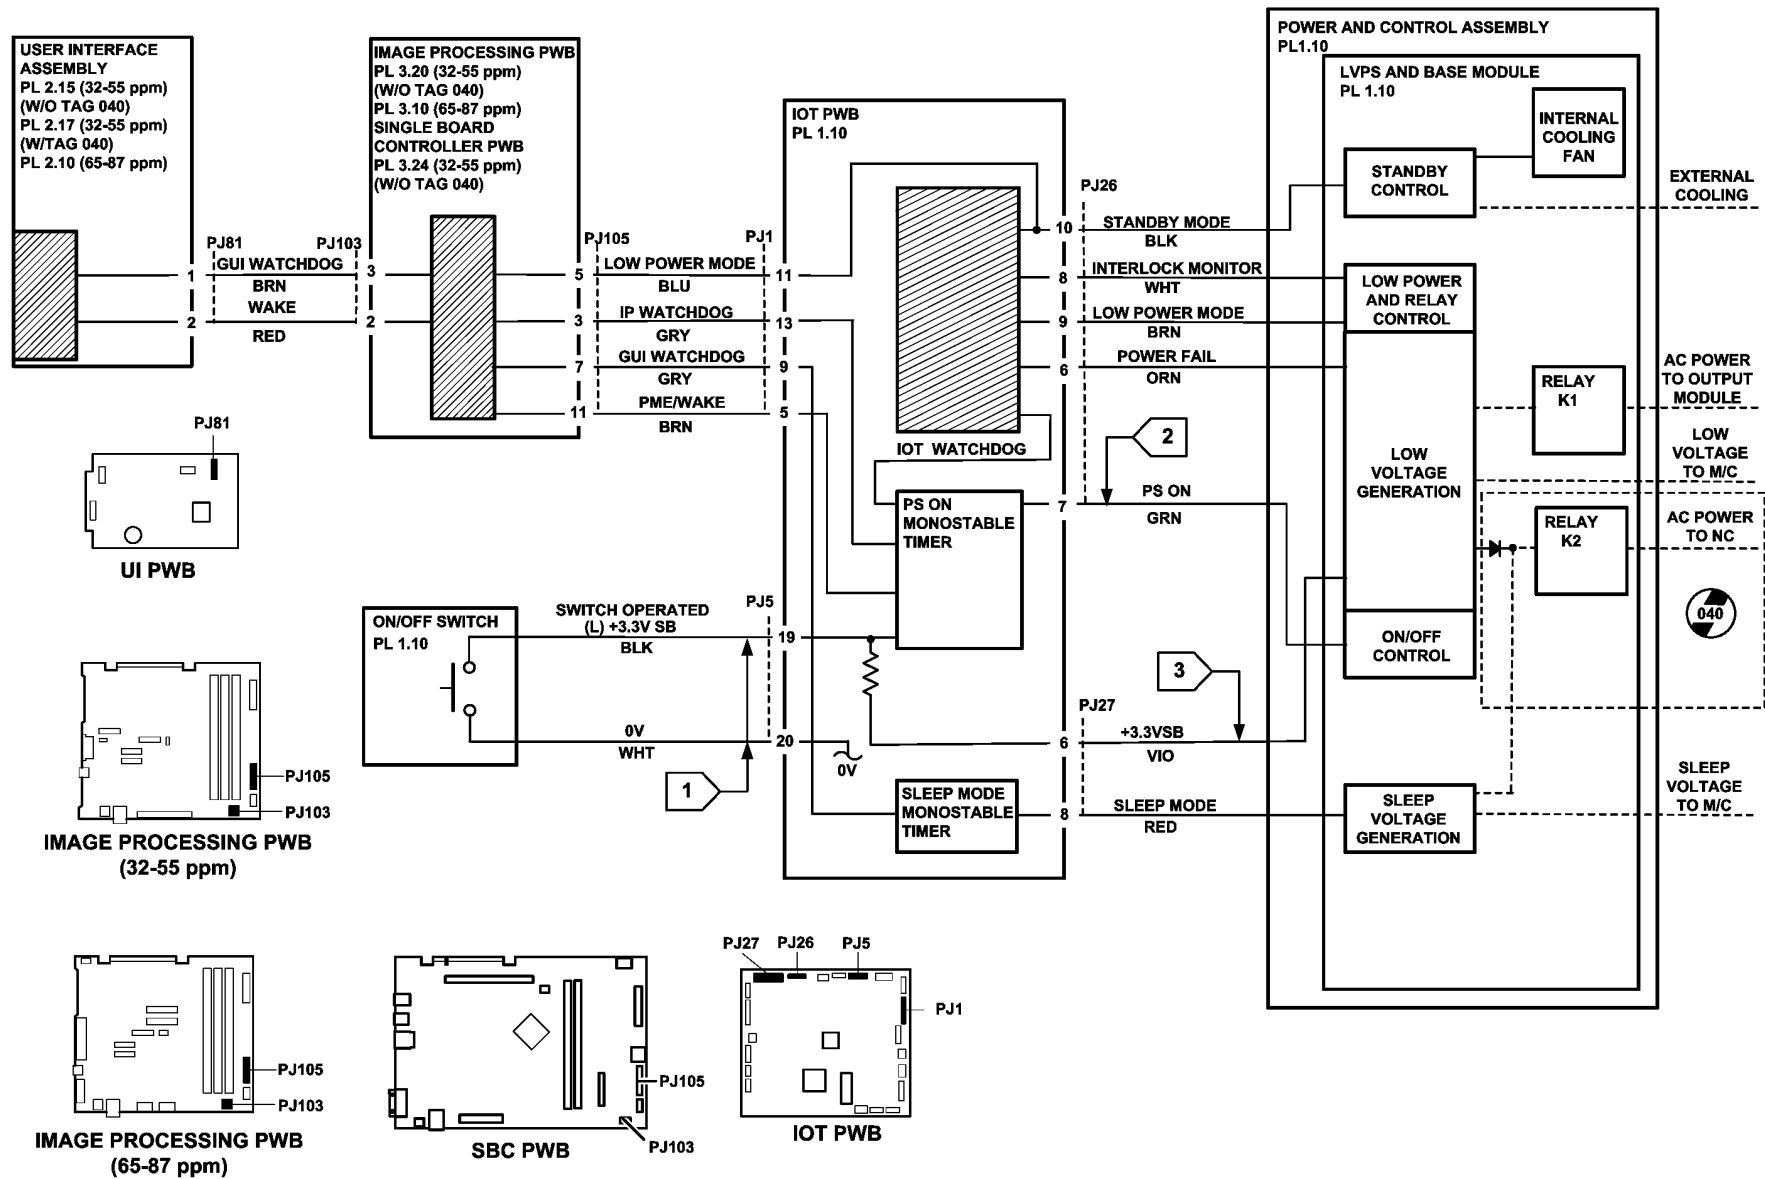 USER INTERFACE
ASSEMBLY
PL 2.15 (32-55 ppm)
(W/O TAG 040)
PL 2.17 (32-55 ppm)
(W/TAG 040)
PL 2.10 (65-87 ppm)
1
2
PJ81
PJ103
GUI WATCHDOG
BRN
WAKE
RED
3
2
IMAGE PROCESSING PWB
PL 3.20 (32-55 ppm)
(W/O TAG 040)
PL 3.10 (65-87 ppm)
SINGLE BOARD
CONTROLLER PWB
PL 3.24 (32-55 ppm)
(W/O TAG 040)
5
3
7
11
PJ105
PJ1
LOW POWER MODE
BLU
IP WATCHDOG
GRY
GUI WATCHDOG
GRY
PME/WAKE
BRN
11
13
9
5
IOT PWB
PL 1.10
IOT WATCHDOG
PS ON
MONOSTABLE
TIMER
SLEEP MODE
MONOSTABLE
TIMER
0V
10
8
9
6
7
6
8
PJ26
STANDBY MODE
BLK
INTERLOCK MONITOR
WHT
LOW POWER MODE
BRN
POWER FAIL
ORN
2
PS ON
GRN
3
PJ27
+3.3VSB
VIO
SLEEP MODE
RED
ON/OFF SWITCH
PL 1.10
SWITCH OPERATED
(L) +3.3V SB
BLK
0V
WHT
1
PJ5
19
20
POWER AND CONTROL ASSEMBLY
PL1.10
LVPS AND BASE MODULE
PL 1.10
INTERNAL
COOLING
FAN
STANDBY
CONTROL
LOW POWER
AND RELAY
CONTROL
LOW
VOLTAGE
GENERATION
ON/OFF
CONTROL
SLEEP
VOLTAGE
GENERATION
RELAY
K1
RELAY
K2
040
EXTERNAL
COOLING
AC POWER
TO OUTPUT
MODULE
LOW
VOLTAGE
TO M/C
AC POWER
TO NC
SLEEP
VOLTAGE
TO M/C
PJ81
UI PWB
PJ105
PJ103
IMAGE PROCESSING PWB
(32-55 ppm)
PJ105
PJ103
IMAGE PROCESSING PWB
(65-87 ppm)
PJ105
PJ103
SBC PWB
PJ27
PJ26
PJ5
PJ1
IOT PWB